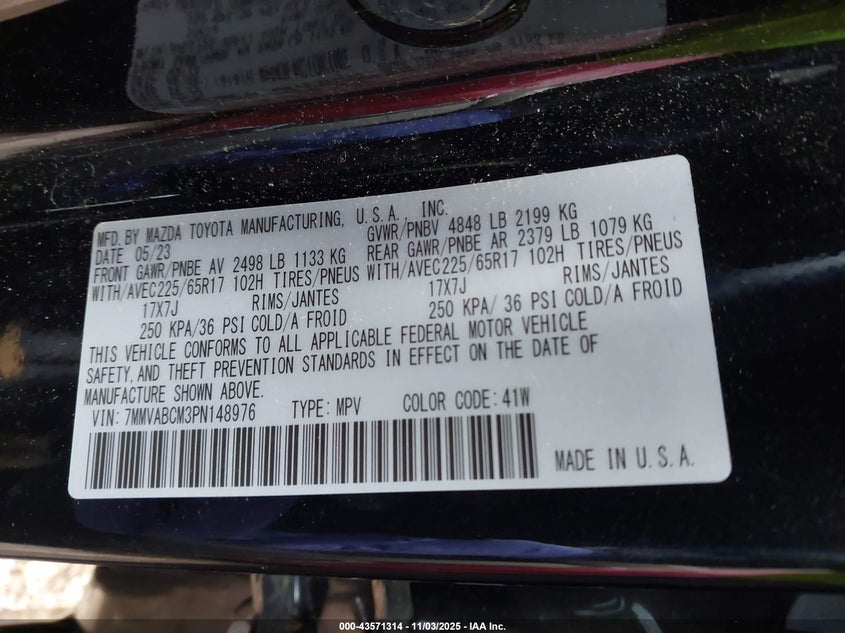 MFD. BY MAZDA TOYOTA MANUFACTURING, U.S.A., INC.
DATE 05/23 GVWR/PNBV 4848 LB 2199 KG
FRONT GAWR/PNBE AV 2498 LB 1133 KG REAR GAWR/PNBE AR 2379 LB 1079 KG
WITH/AVEC225/65R17 102H TIRES/PNEUS WITH/AVEC225/65R17 102H TIRES/PNEUS
17X7J RIMS/JANTES 17X7J RIMS/JANTES
250 KPA/36 PSI COLD/A FROID 250 KPA/ 36 PSI COLD/A FROID
THIS VEHICLE CONFORMS TO ALL APPLICABLE FEDERAL MOTOR VEHICLE
SAFETY, AND THEFT PREVENTION STANDARDS IN EFFECT ON THE DATE OF
MANUFACTURE SHOWN ABOVE.
VIN: 7MMVABCM3PN148976 TYPE: MPV COLOR CODE: 41W
MADE IN U.S.A.
000-43571314 - 11/03/2025 - IAA Inc.